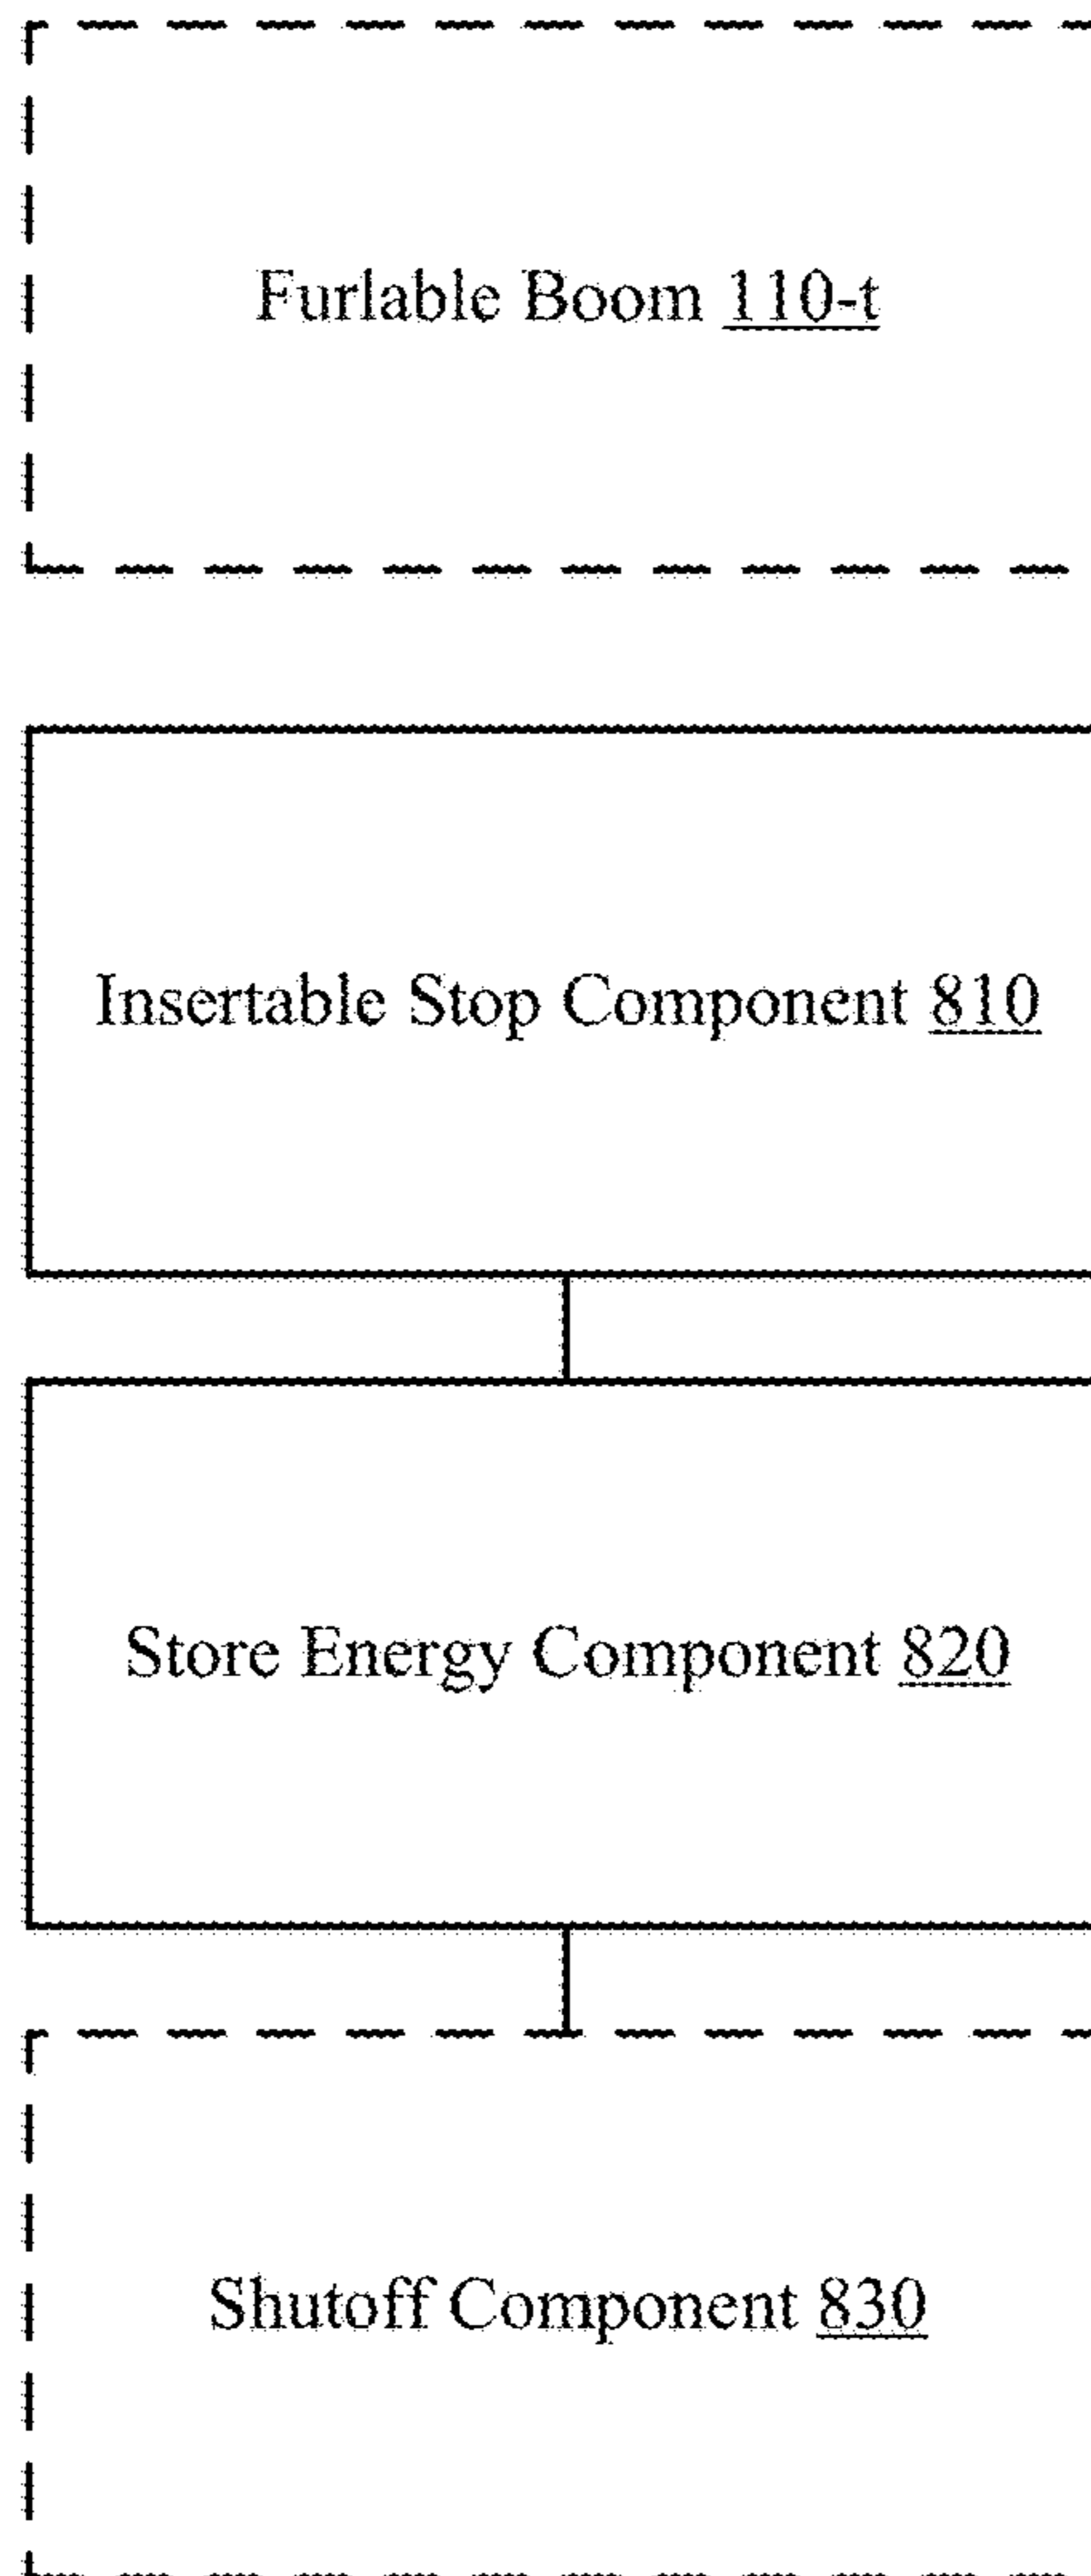 Furlable Boom 110-t
Insertable Stop Component 810
Store Energy Component 820
Shutoff Component 830